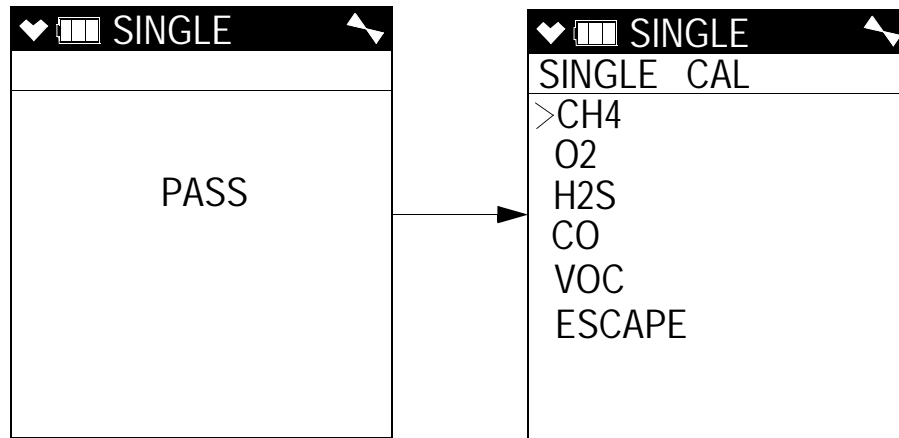 SINGLE
PASS
SINGLE
SINGLE CAL
>CH4
O2
H2S
CO
VOC
ESCAPE